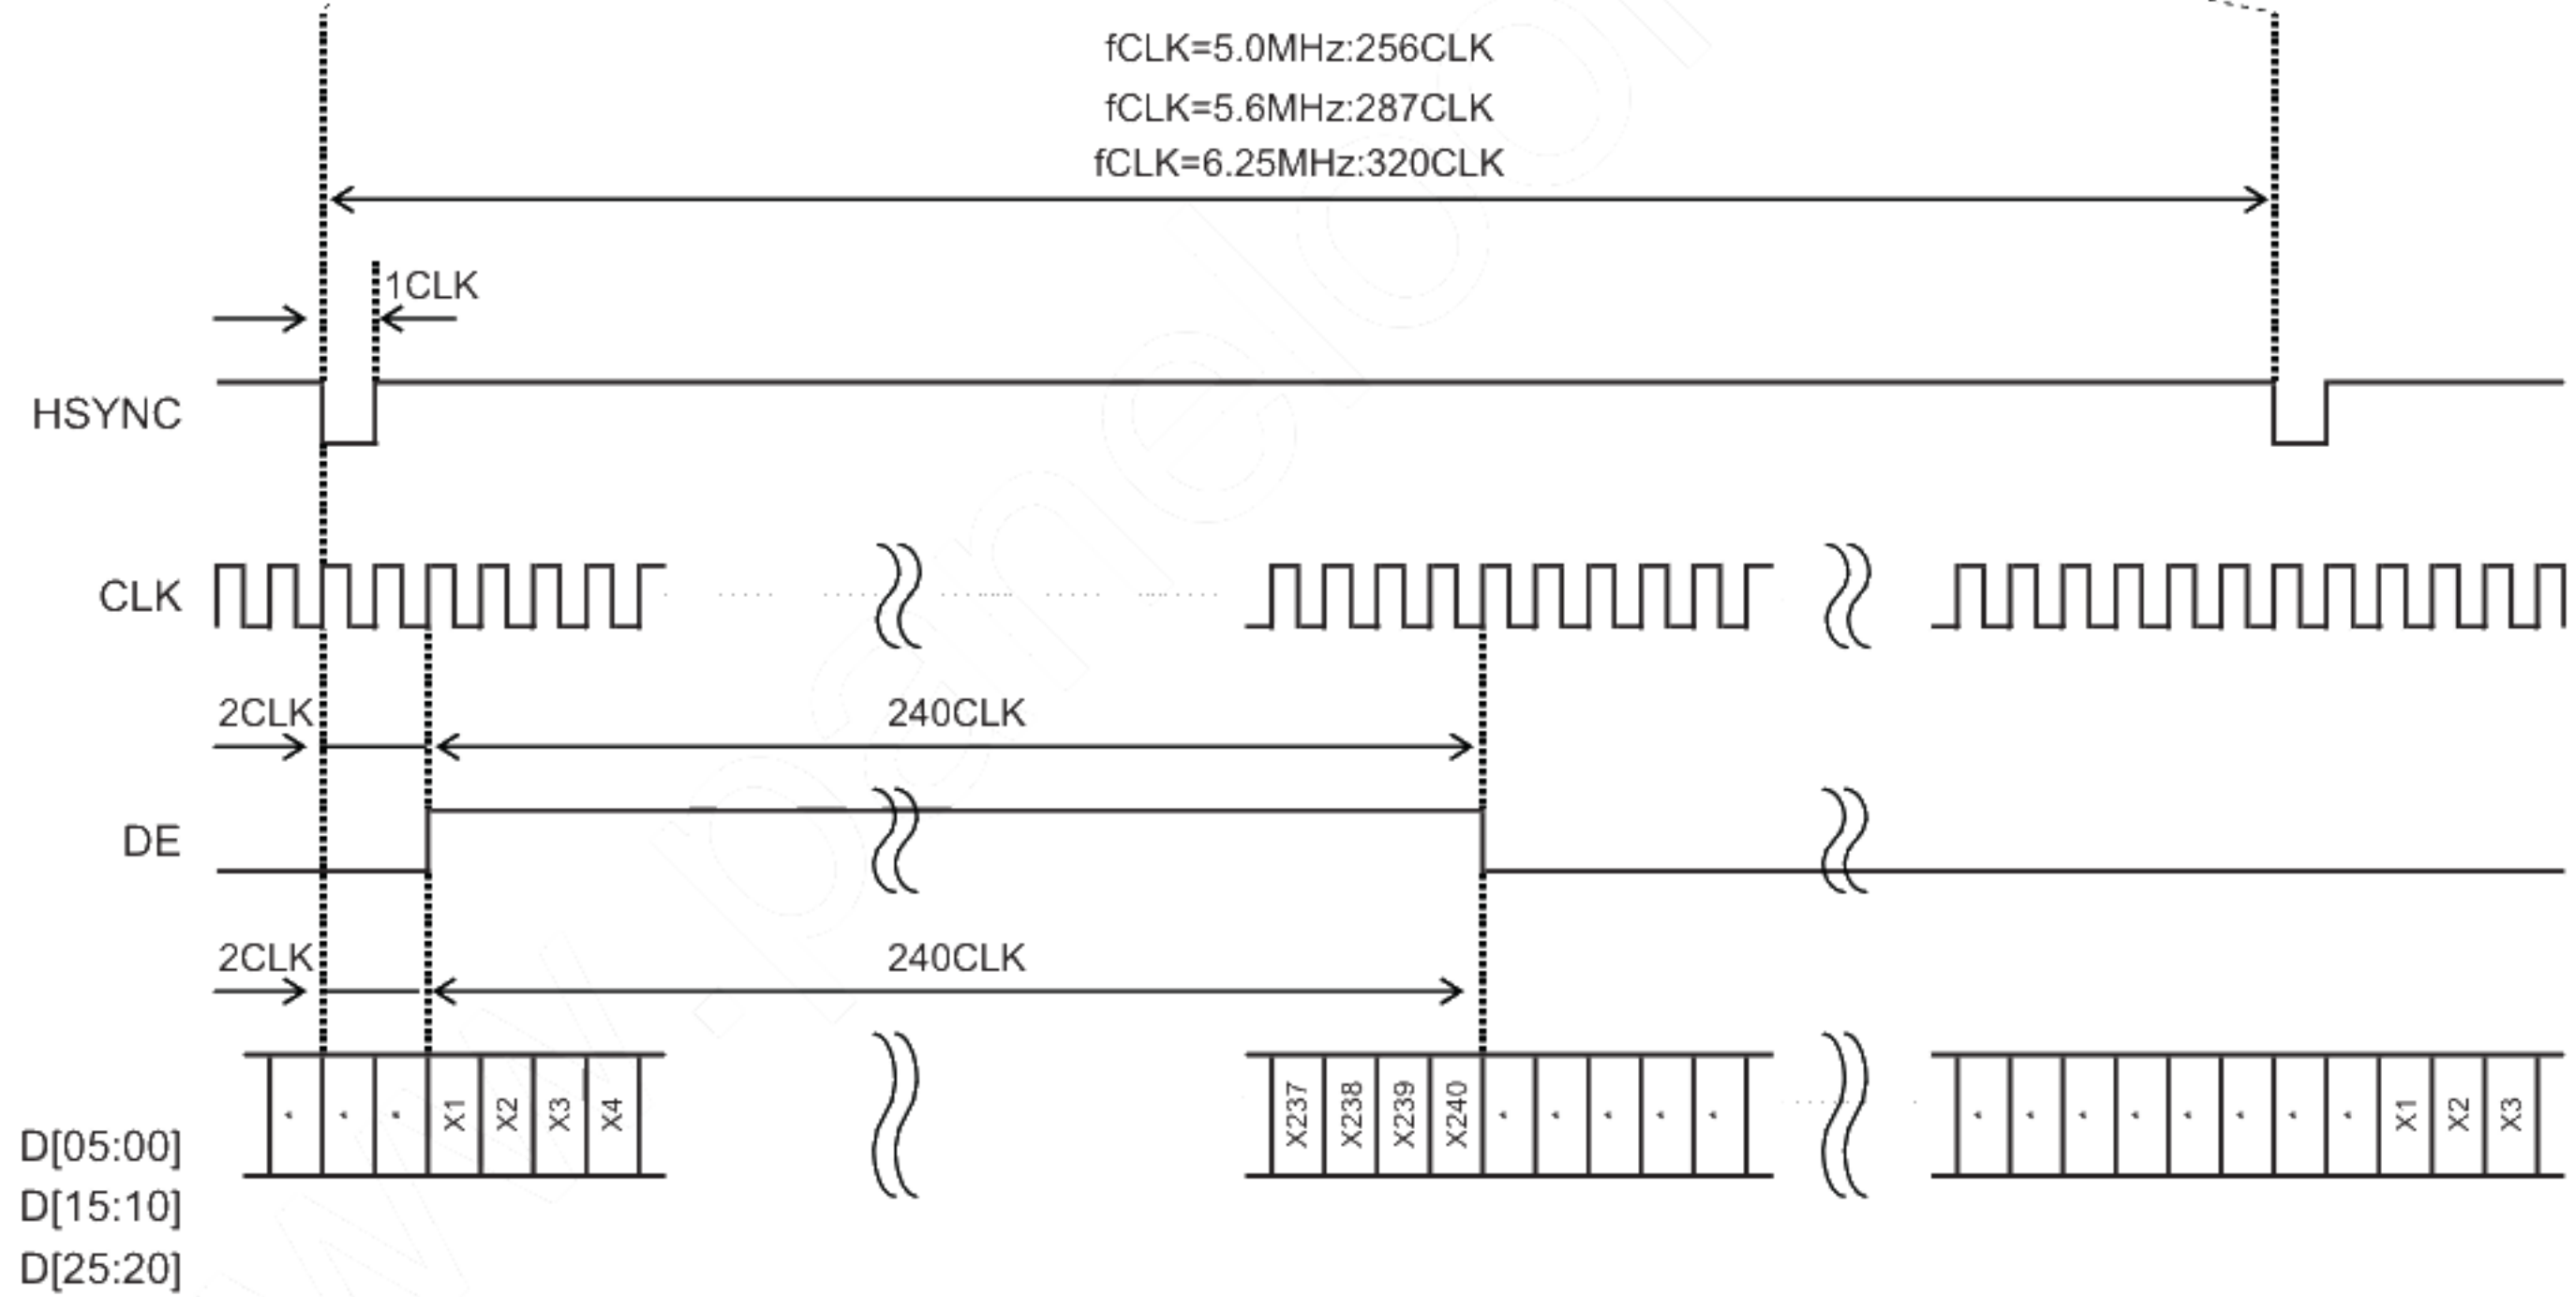 fCLK=5.0MHz:256CLK
fCLK=5.6MHz:287CLK
fCLK=6.25MHz:320CLK
1CLK
HSYNC
CLK
2CLK 240CLK
DE
2CLK 240CLK
* * * X1 X2 X3 X4 X237 X238 X239 X240 * * * * * * * * * * * * * X1 X2 X3
D[05:00]
D[15:10]
D[25:20]